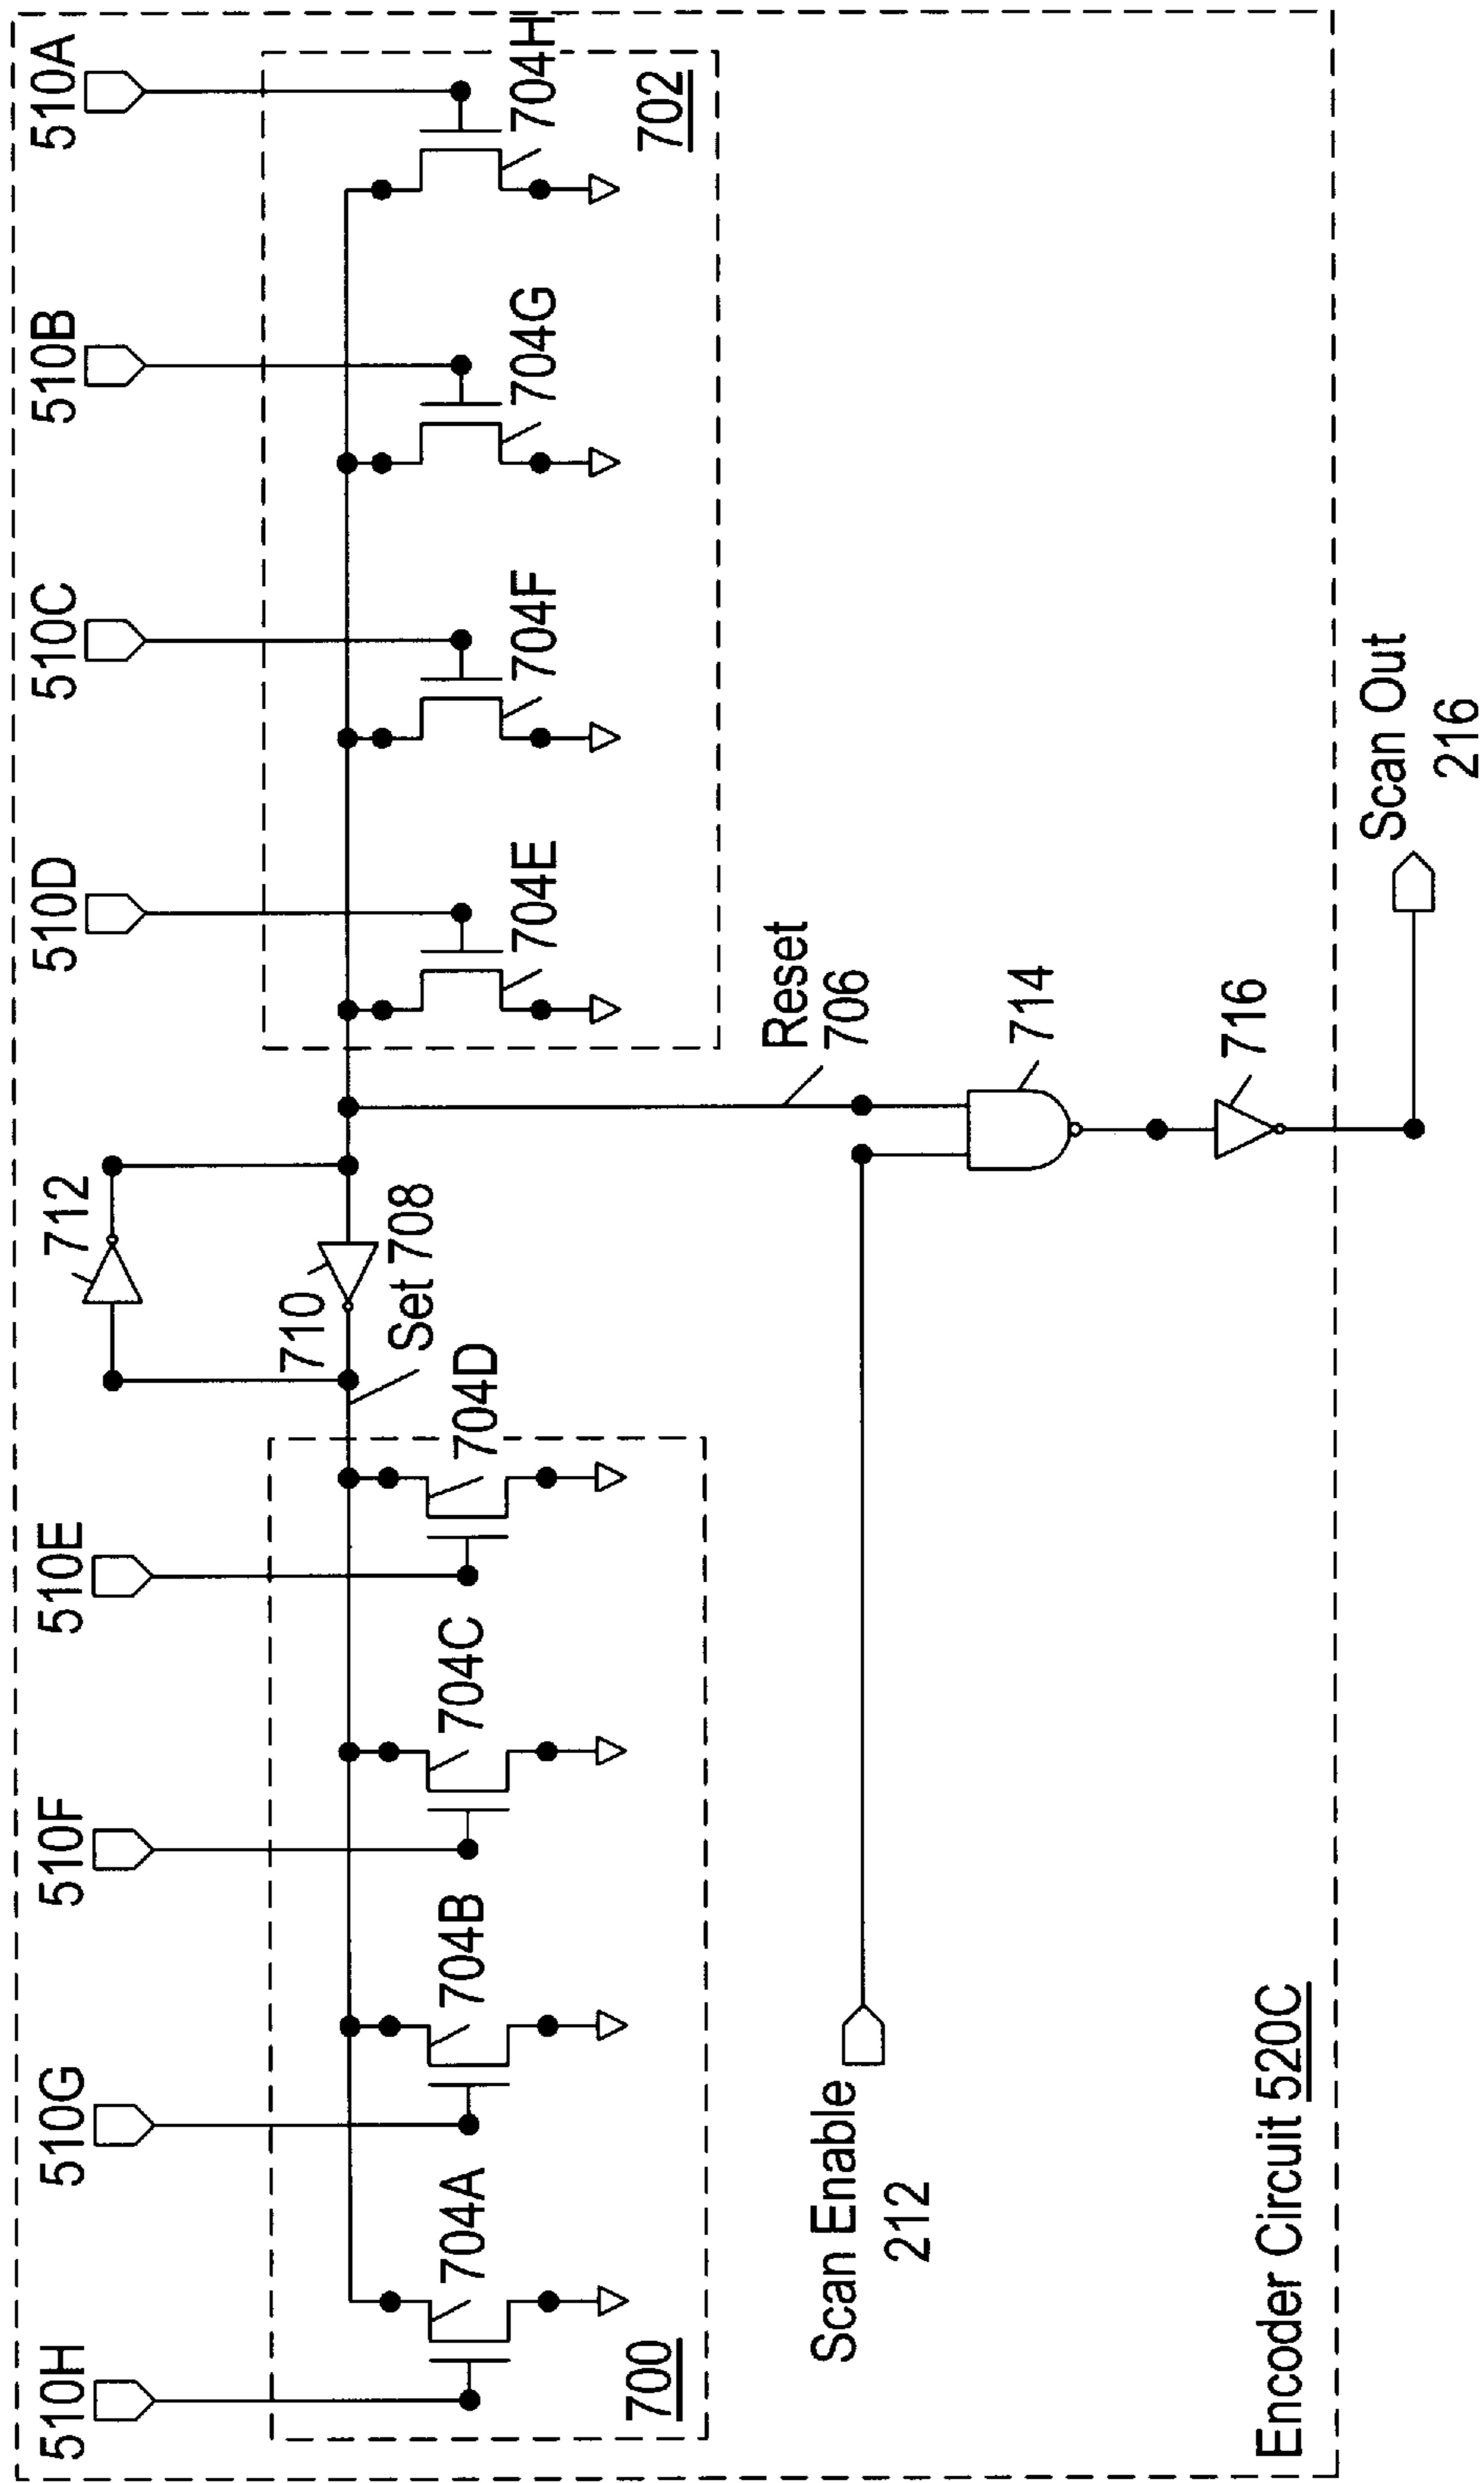 510H
510G
510F
510E
510D
510C
510B
510A
712
710
Set 708
704A
704B
704C
704D
704E
704F
704G
704H
700
702
Reset
706
Scan Enable
212
714
716
Scan Out
216
Encoder Circuit 520C